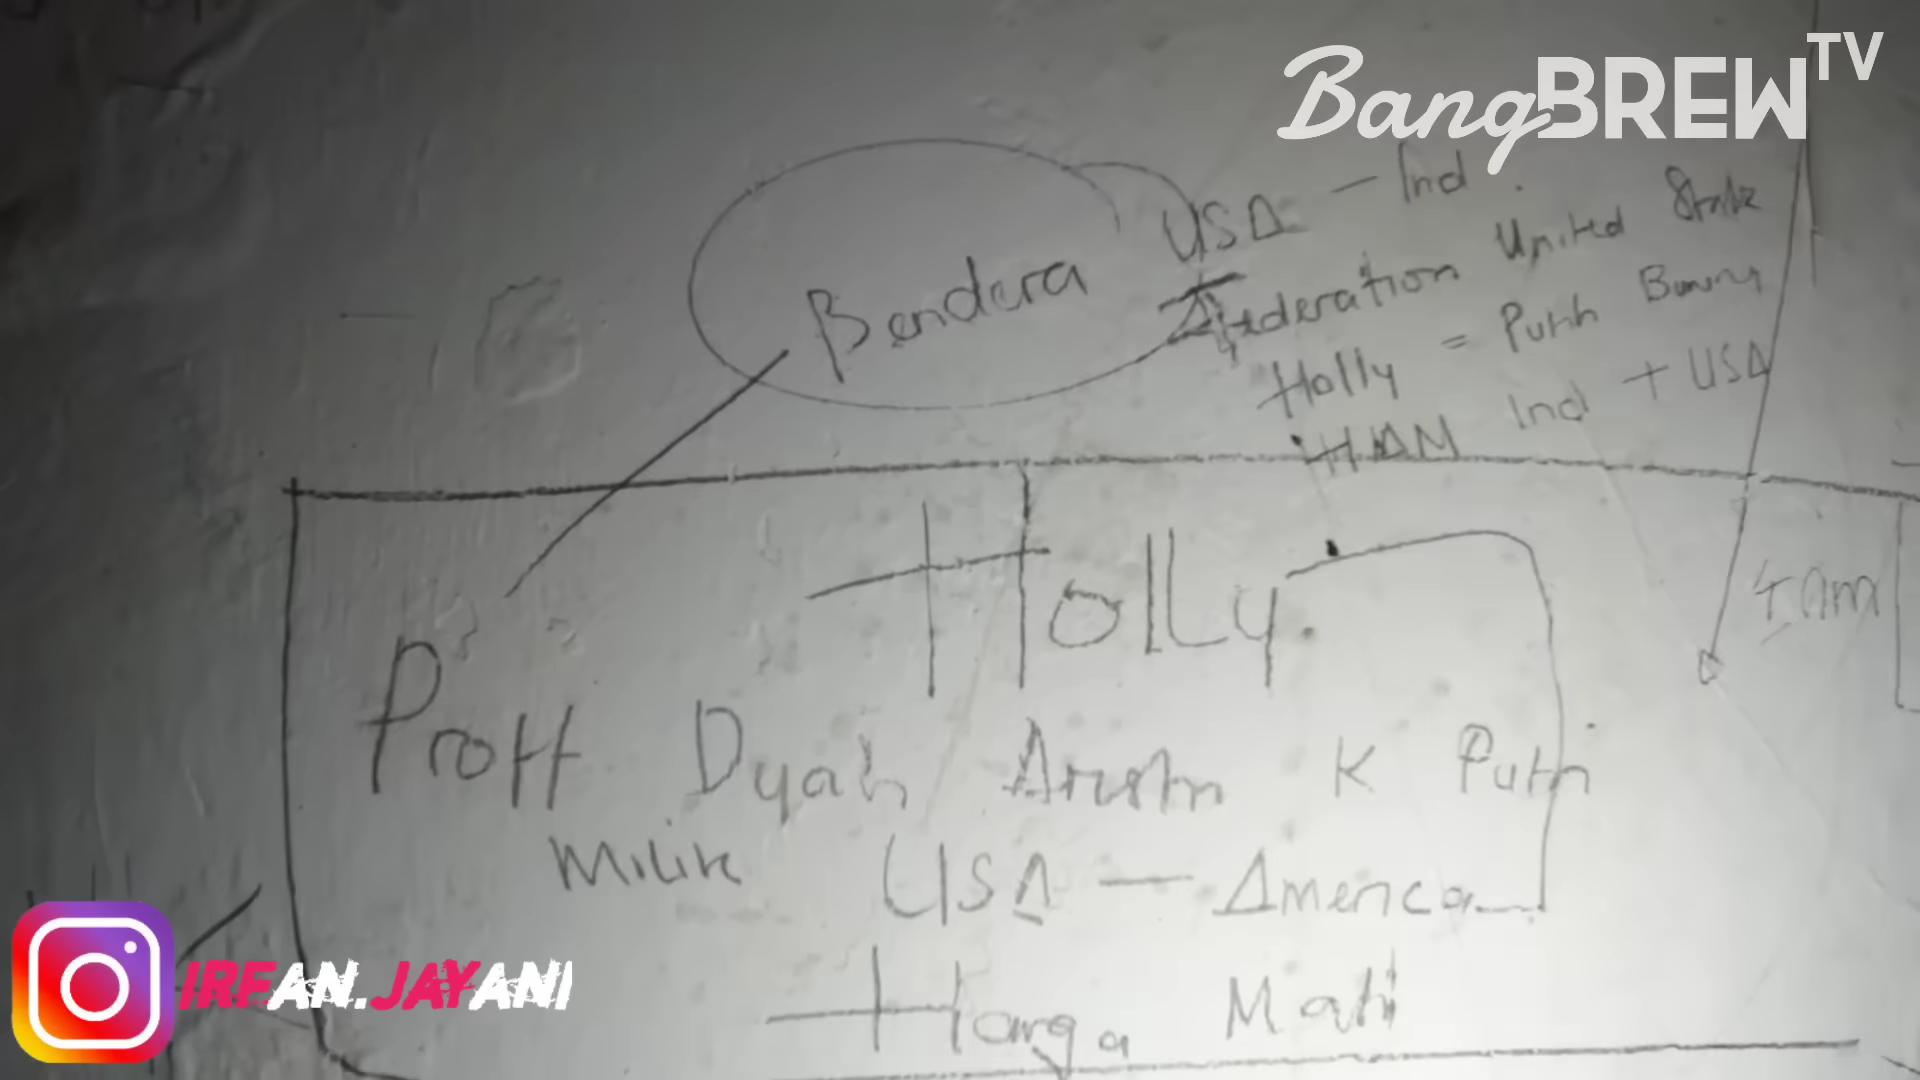 BangBREW TV
USA - Ind.
Bendera
Federation United State
Holly = Putih
HAM Ind + USA
Holly.
Proff Dyah K Putri
Milik USA - America
Harga Mati
IRFAN.JAYANI